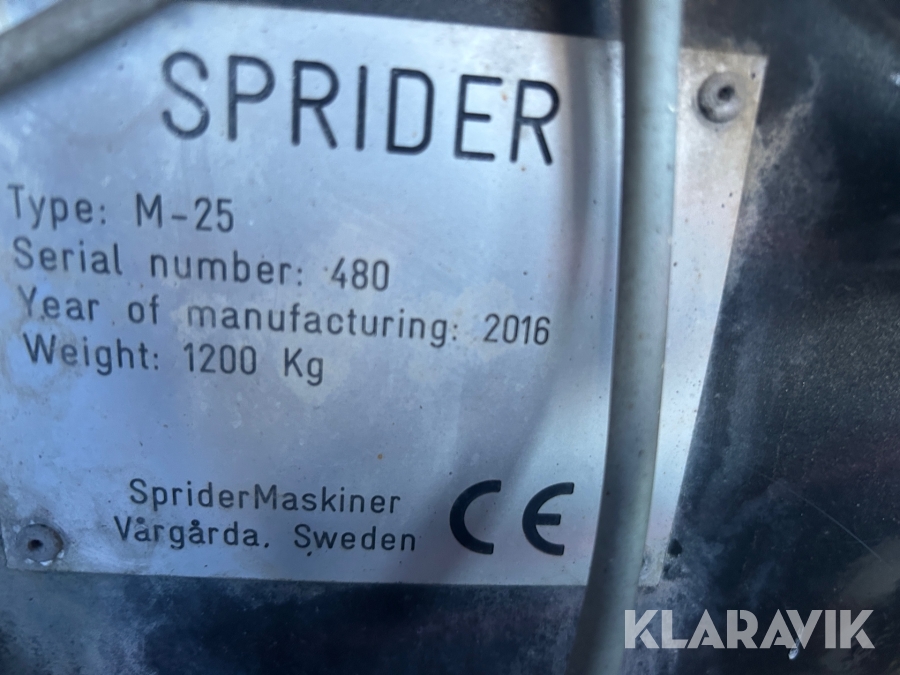 SPRIDER
Type: M-25
Serial number: 480
Year of manufacturing: 2016
Weight: 1200 Kg
SpriderMaskiner
Vårgårda, Sweden
CE
KLARAVIK